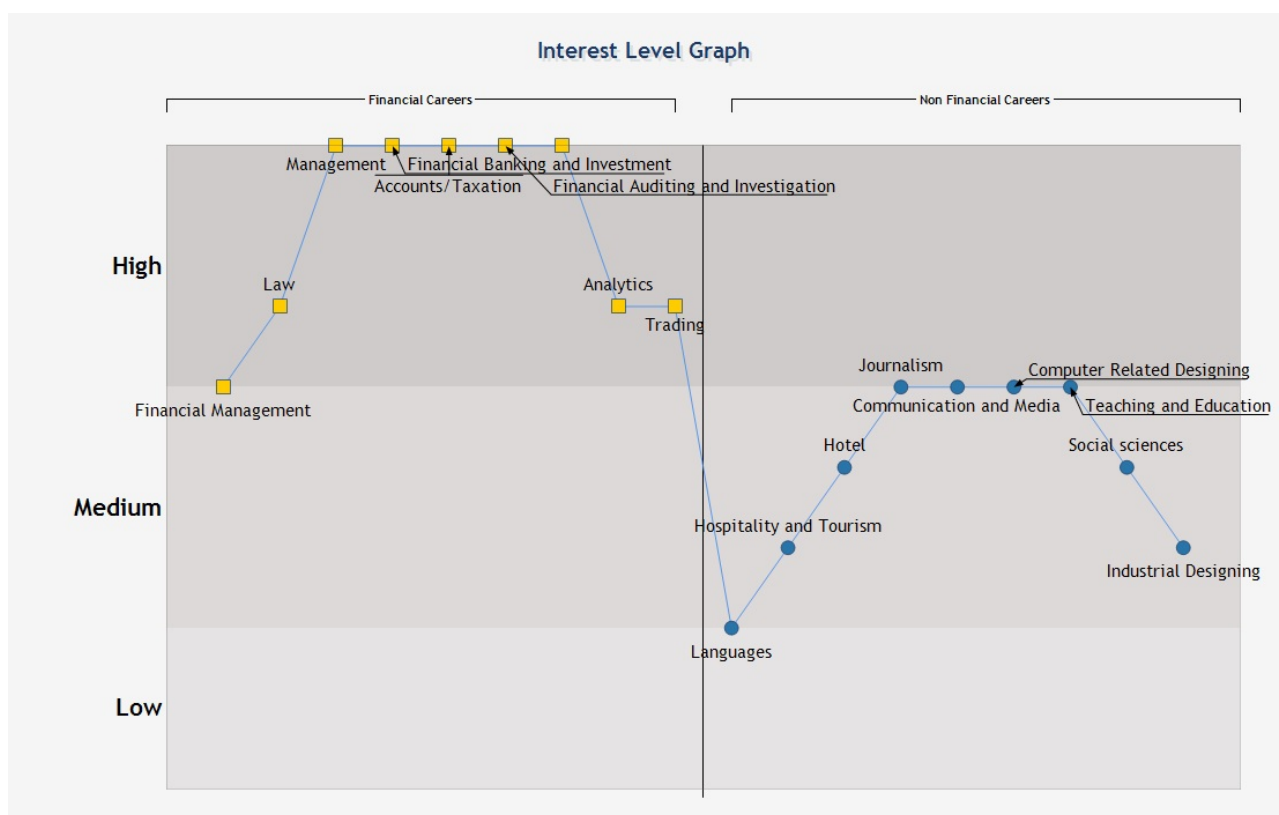 Interest Level Graph
Financial Careers
Non Financial Careers
Management
Financial Banking and Investment
Accounts/Taxation
Financial Auditing and Investigation
High
Law
Analytics
Trading
Journalism
Computer Related Designing
Financial Management
Communication and Media
Teaching and Education
Hotel
Social sciences
Medium
Hospitality and Tourism
Industrial Designing
Languages
Low